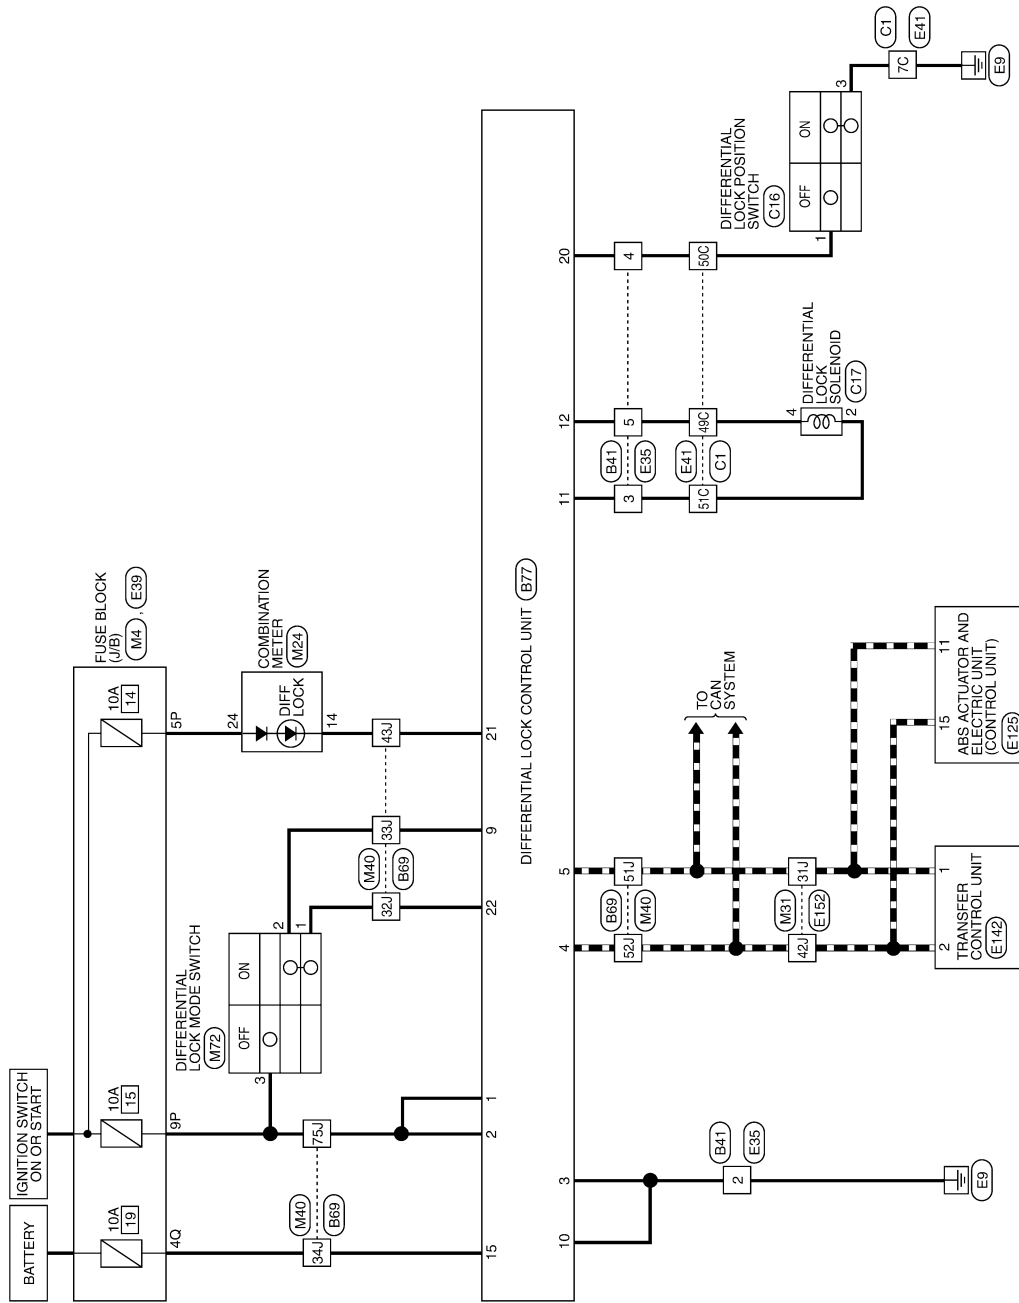 BATTERY
IGNITION SWITCH
ON OR START
FUSE BLOCK
(J/B)
M4 , E39
10A
19
10A
15
10A
14
4Q
9P
5P
DIFFERENTIAL
LOCK MODE SWITCH
M72
OFF
ON
3
2
1
COMBINATION
METER
M24
24
DIFF
LOCK
14
M40
B69
34J
75J
M40
B69
32J
33J
43J
15
2
1
22
9
21
DIFFERENTIAL LOCK CONTROL UNIT
B77
10
3
4
5
11
12
20
B41
E35
2
E9
B69
M40
52J
51J
TO
CAN
SYSTEM
M31
E152
42J
31J
2
1
TRANSFER
CONTROL UNIT
E142
15
11
ABS ACTUATOR AND
ELECTRIC UNIT
(CONTROL UNIT)
E125
B41
E35
3
5
4
E41
C1
51C
49C
50C
4
2
DIFFERENTIAL
LOCK
SOLENOID
C17
DIFFERENTIAL
LOCK POSITION
SWITCH
C16
OFF
ON
1
3
7C
C1
E41
E9